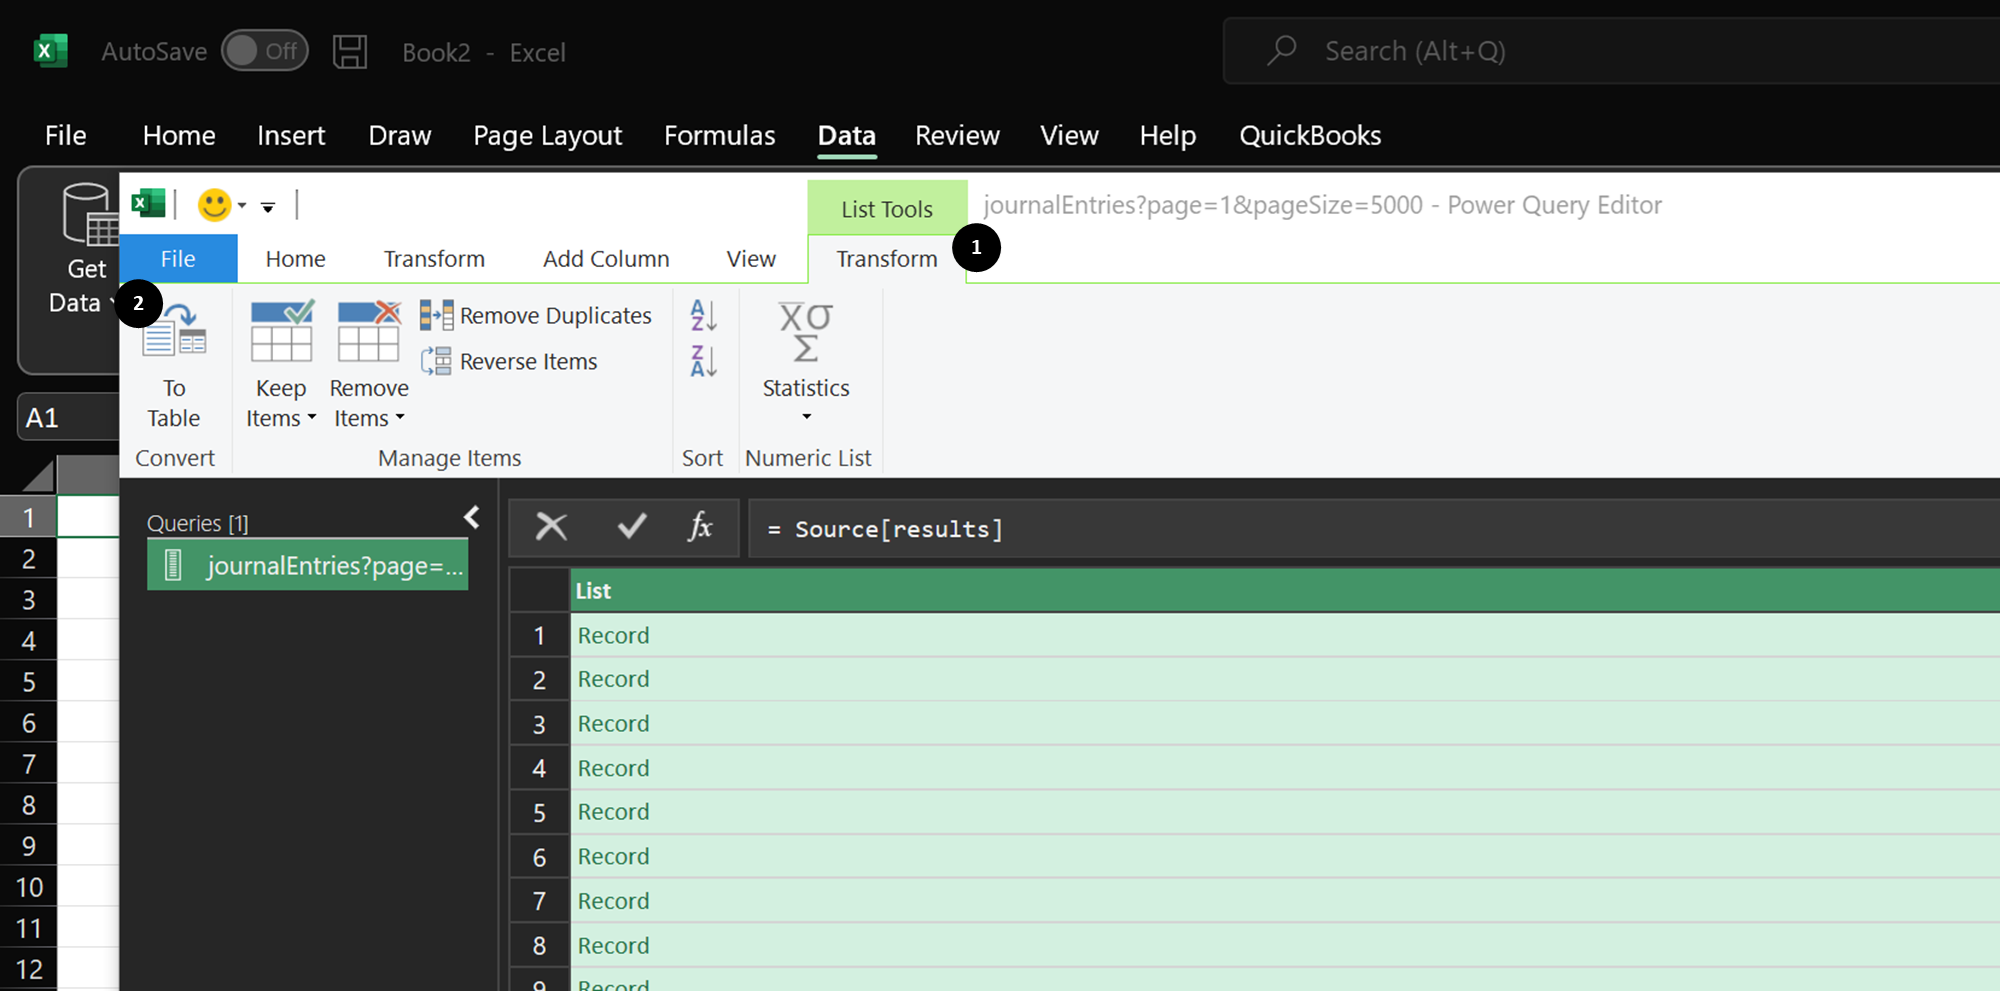 AutoSave Off Book2 - Excel Search (Alt+Q)
File Home Insert Draw Page Layout Formulas Data Review View Help QuickBooks
List Tools journalEntries?page=1&pageSize=5000 - Power Query Editor
File Home Transform Add Column View Transform 1
Get
Data 2
To
Table
Convert
Keep
Items
Remove
Items
Remove Duplicates
Reverse Items
Manage Items
A
Z
Z
A
Sort
Statistics
Numeric List
A1
Queries [1]
journalEntries?page=...
fx = Source[results]
List
1 Record
2 Record
3 Record
4 Record
5 Record
6 Record
7 Record
8 Record
9 Record
1
2
3
4
5
6
7
8
9
10
11
12